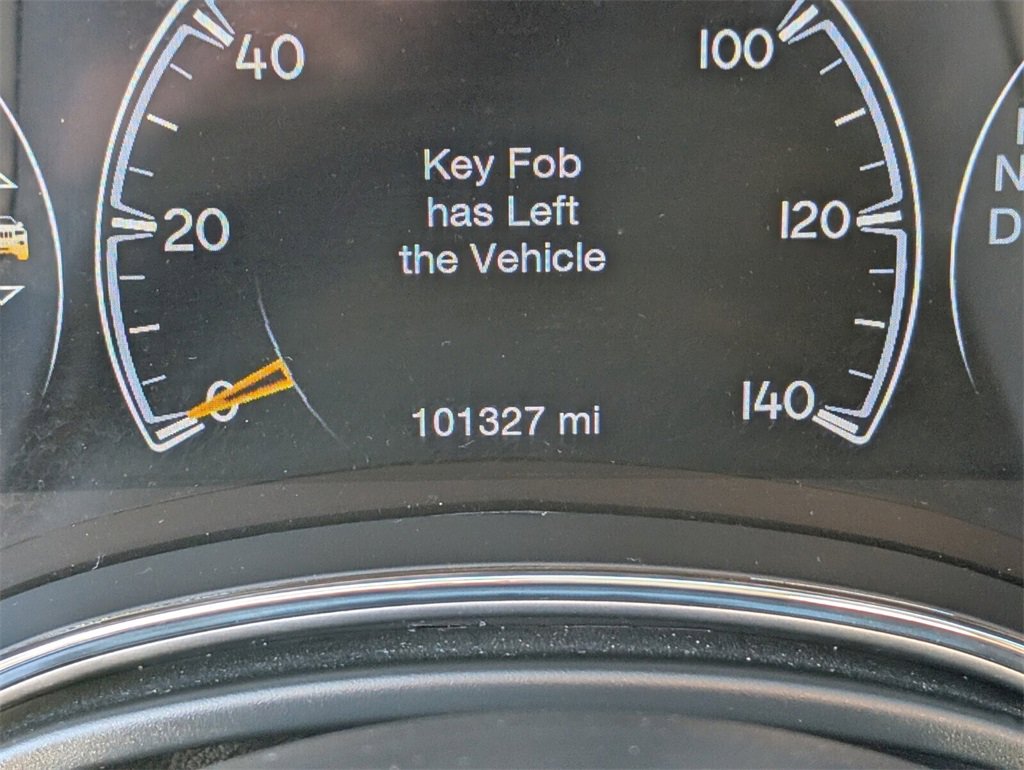 40
100
Key Fob
has Left
the Vehicle
20
120
N
D
0
140
101327 mi